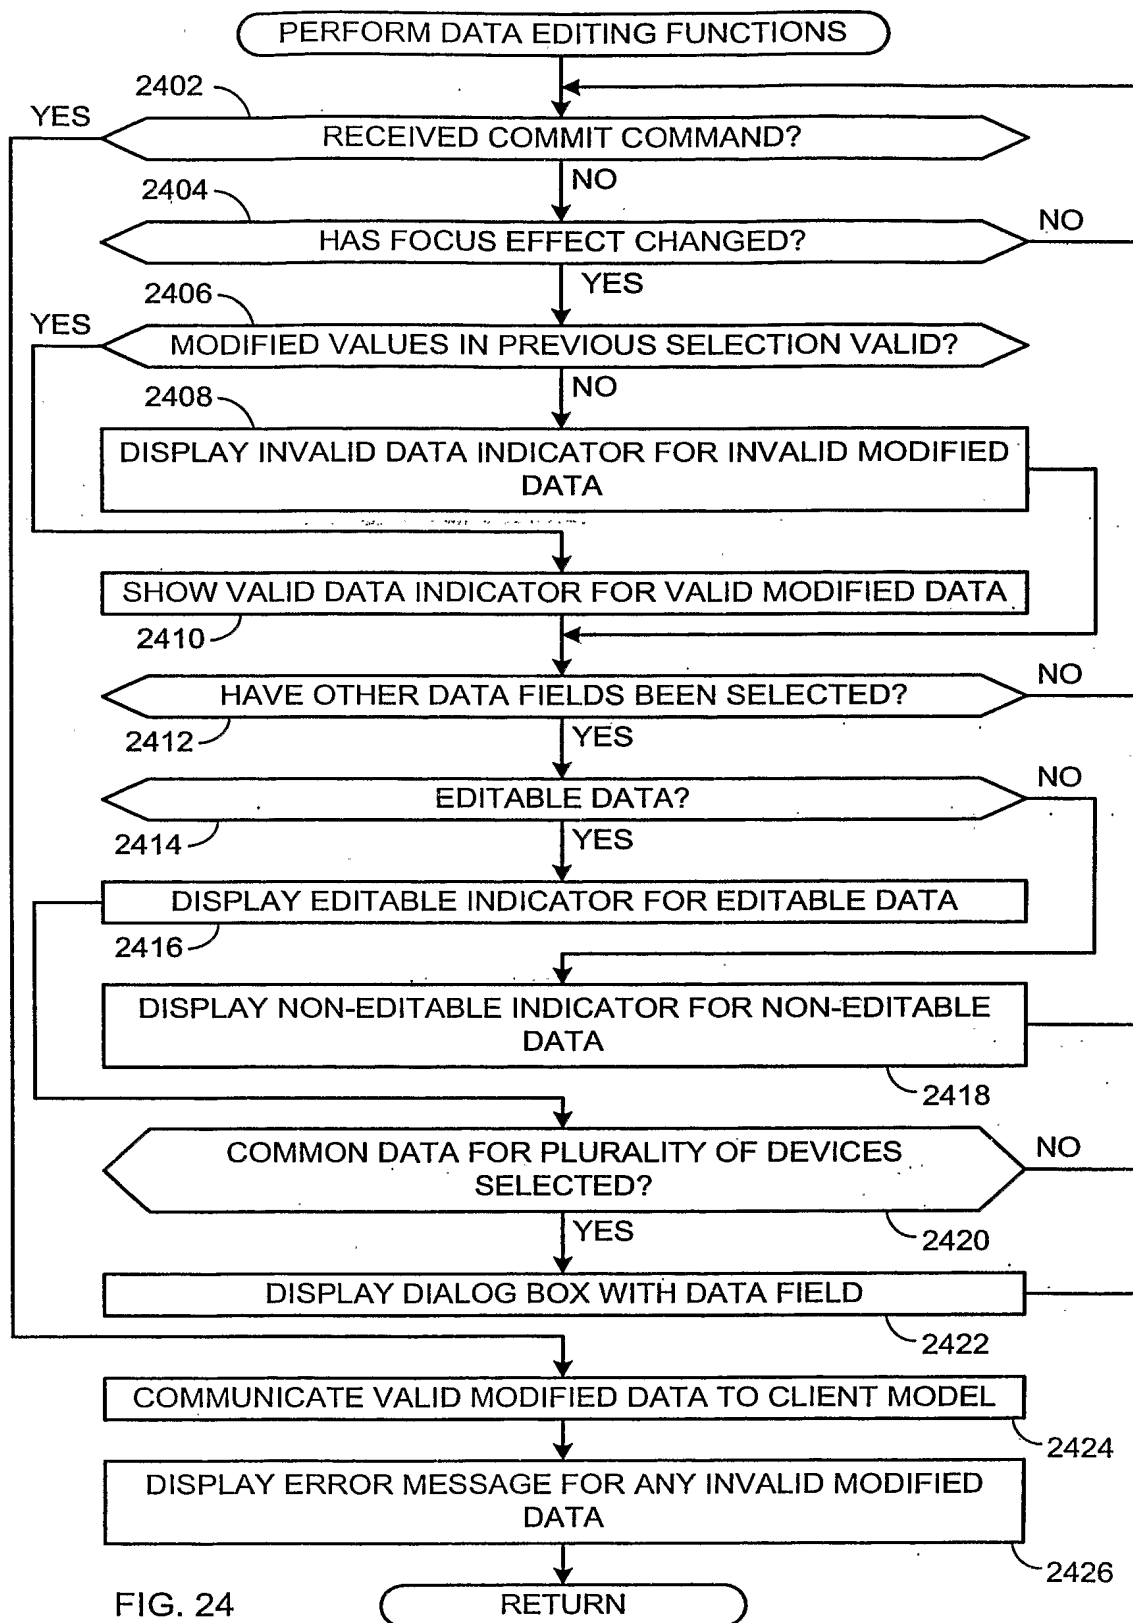 PERFORM DATA EDITING FUNCTIONS
2402
YES
RECEIVED COMMIT COMMAND?
NO
2404
NO
HAS FOCUS EFFECT CHANGED?
YES
2406
YES
MODIFIED VALUES IN PREVIOUS SELECTION VALID?
NO
2408
DISPLAY INVALID DATA INDICATOR FOR INVALID MODIFIED
DATA
SHOW VALID DATA INDICATOR FOR VALID MODIFIED DATA
2410
NO
HAVE OTHER DATA FIELDS BEEN SELECTED?
2412
YES
NO
EDITABLE DATA?
2414
YES
DISPLAY EDITABLE INDICATOR FOR EDITABLE DATA
2416
DISPLAY NON-EDITABLE INDICATOR FOR NON-EDITABLE
DATA
2418
COMMON DATA FOR PLURALITY OF DEVICES
SELECTED?
NO
YES
2420
DISPLAY DIALOG BOX WITH DATA FIELD
2422
COMMUNICATE VALID MODIFIED DATA TO CLIENT MODEL
2424
DISPLAY ERROR MESSAGE FOR ANY INVALID MODIFIED
DATA
2426
FIG. 24
RETURN